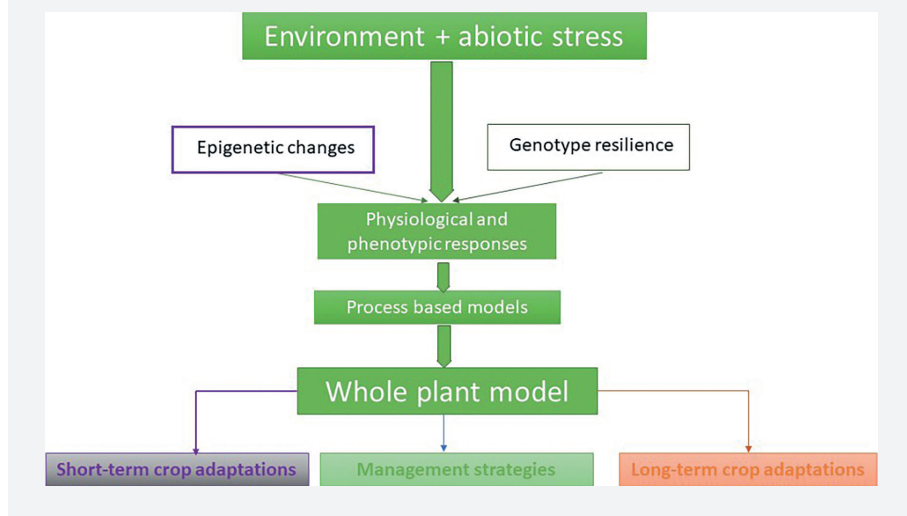 Environment + abiotic stress
Epigenetic changes
Genotype resilience
Physiological and
phenotypic responses
Process based models
Whole plant model
Short-term crop adaptations
Management strategies
Long-term crop adaptations